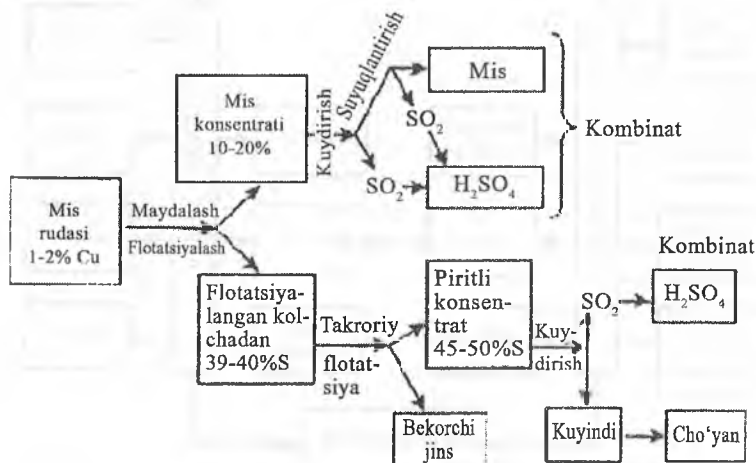 Mis
rudasi
1-2% Cu
Maydalash
Flotatsiyalash
Mis
konsentrati
10-20%
Kuydirish
Suyuqlantirish
Mis
SO₂
SO₂
H₂SO₄
Kombinat
Flotatsiya-
langan kol-
chadan
39-40%S
Takroriy
flotat-
siya
Piritli
konsen-
trat
45-50%S
Bekorchi
jins
Kuy-
dirish
SO₂
Kombinat
H₂SO₄
Kuyindi
Cho‘yan